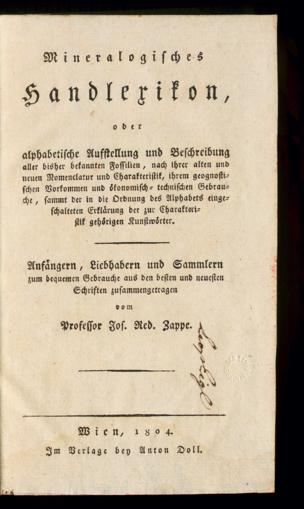 Mineralogisches
Handlexikon,
oder
alphabetische Aufstellung und Beschreibung
aller bisher bekannten Fossilien, nach ihrer alten und
neuen Nomenclatur und Charakteristik, ihrem geognosti-
schen Vorkommen und ökonomisch-technischen Gebrau-
che, sammt der in die Ordnung des Alphabets einge-
schalteten Erklärung der zur Charakteri-
stik gehörigen Kunstwörter.
Anfängern, Liebhabern und Sammlern
zum bequemen Gebrauche aus den besten und neuesten
Schriften zusammengetragen
vom
Professor Jos. Red. Zappe.
Wien, 1804.
Im Verlage bey Anton Doll.